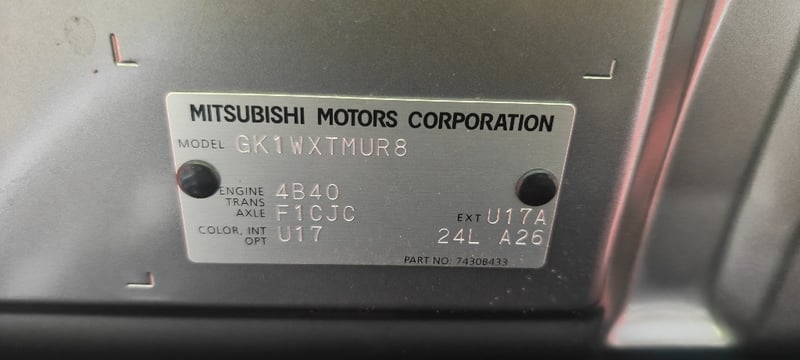 MITSUBISHI MOTORS CORPORATION
MODEL GK1WXTMUR8
ENGINE 4B40
TRANS
AXLE F1CJC EXT U17A
COLOR, INT U17 24L A26
OPT
PART NO: 7430B433